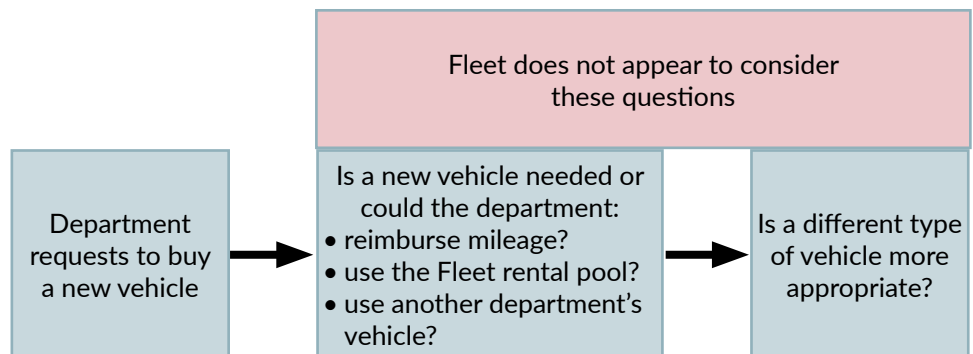 Fleet does not appear to consider
these questions
Department
requests to buy
a new vehicle
Is a new vehicle needed or
could the department:
• reimburse mileage?
• use the Fleet rental pool?
• use another department’s
vehicle?
Is a different type
of vehicle more
appropriate?